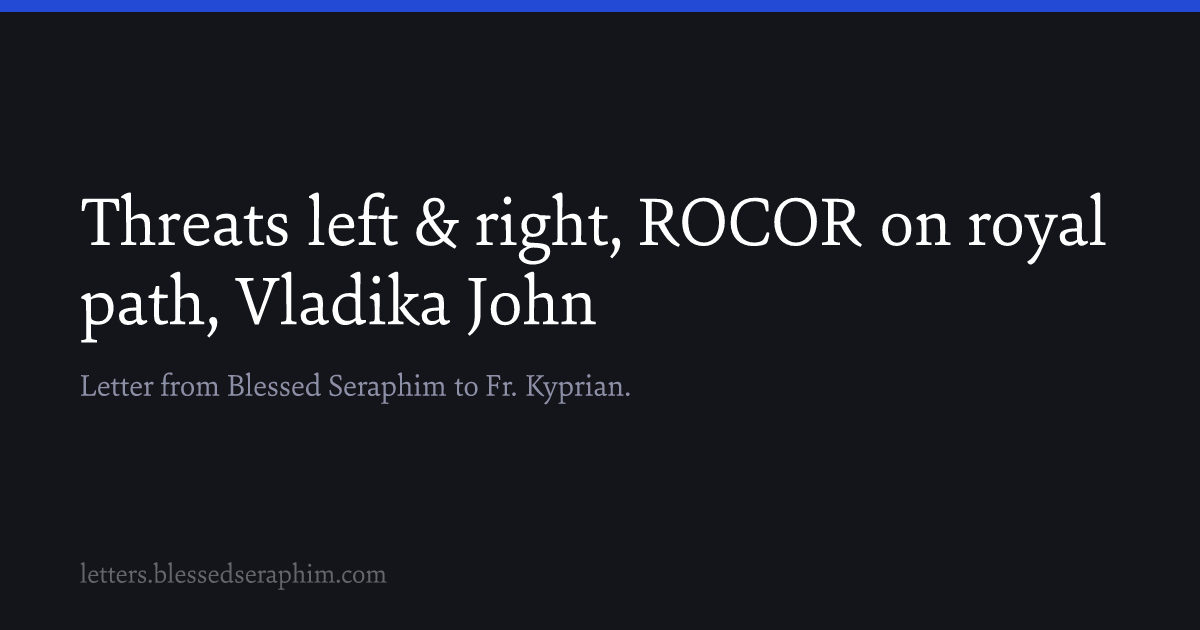 Threats left & right, ROCOR on royal
path, Vladika John
Letter from Blessed Seraphim to Fr. Kyprian.
letters.blessedseraphim.com